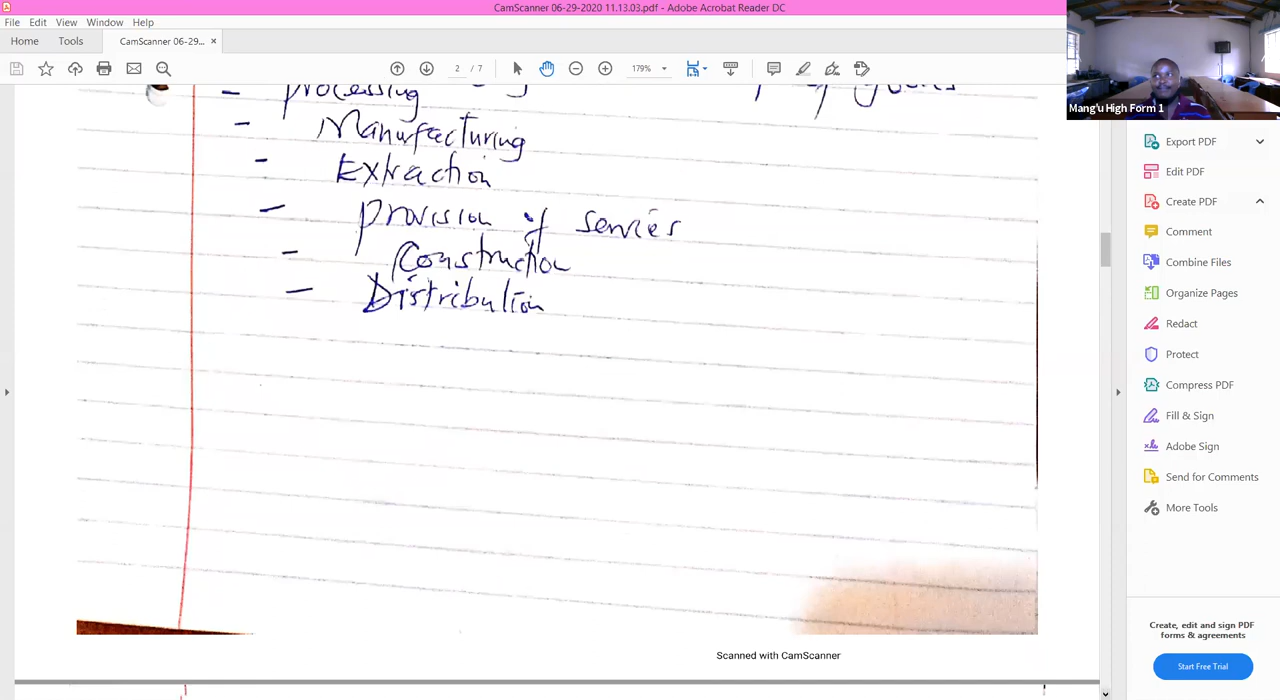 CamScanner 06-29-2020 11.13.03.pdf - Adobe Acrobat Reader DC
File Edit View Window Help
Home Tools CamScanner 06-29... ×
2 / 7 179%
Mang'u High Form 1
- processing
- Manufacturing
- Extraction
- provision of services
- Construction
- Distribution
Scanned with CamScanner
Export PDF
Edit PDF
Create PDF
Comment
Combine Files
Organize Pages
Redact
Protect
Compress PDF
Fill & Sign
Adobe Sign
Send for Comments
More Tools
Create, edit and sign PDF
forms & agreements
Start Free Trial